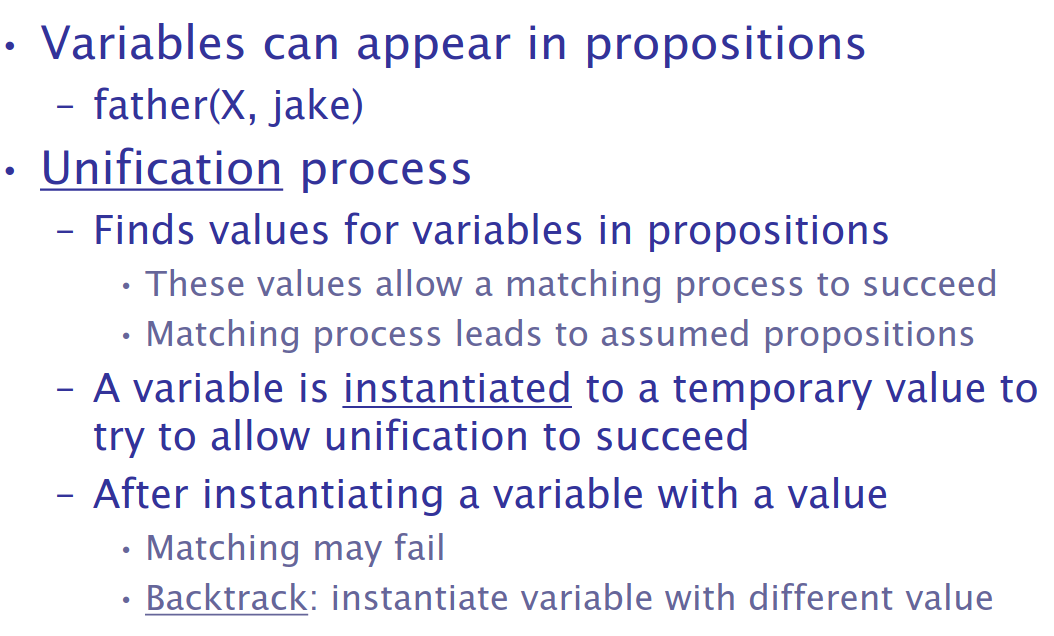 • Variables can appear in propositions
– father(X, jake)
• Unification process
– Finds values for variables in propositions
• These values allow a matching process to succeed
• Matching process leads to assumed propositions
– A variable is instantiated to a temporary value to
try to allow unification to succeed
– After instantiating a variable with a value
• Matching may fail
• Backtrack: instantiate variable with different value